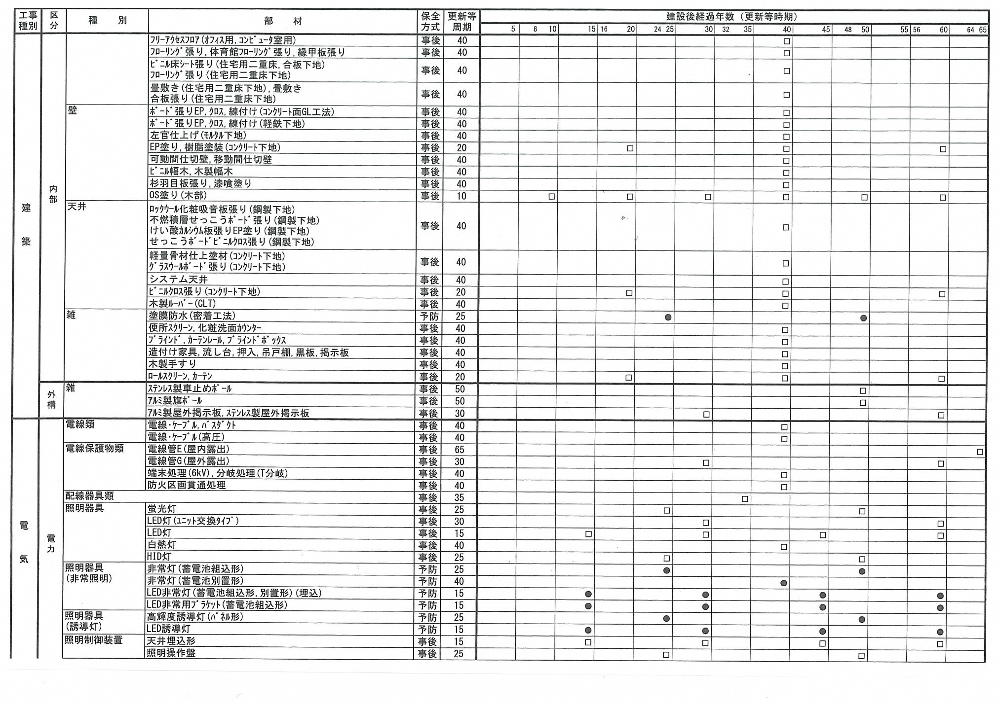 工事種別 区分 種　別 部　材 保全方式 更新等周期 建設後経過年数（更新等時期）
5 8 10 15 16 20 24 25 30 32 35 40 45 48 50 55 56 60 64 65
建築 内部 ﾌﾘｰｱｸｾｽﾌﾛｱ(ｵﾌｨｽ用,ｺﾝﾋﾟｭｰﾀ室用) 事後 40 □
ﾌﾛｰﾘﾝｸﾞ張り,体育館ﾌﾛｰﾘﾝｸﾞ張り,縁甲板張り 事後 40 □
ﾋﾞﾆﾙ床ｼｰﾄ張り(住宅用二重床,合板下地)
ﾌﾛｰﾘﾝｸﾞ張り(住宅用二重床下地) 事後 40 □
畳敷き(住宅用二重床下地),畳敷き
合板張り(住宅用二重床下地) 事後 40 □
壁 ﾎﾞｰﾄﾞ張りEP,ｸﾛｽ,練付け(ｺﾝｸﾘｰﾄ面GL工法) 事後 40 □
ﾎﾞｰﾄﾞ張りEP,ｸﾛｽ,練付け(軽鉄下地) 事後 40 □
左官仕上げ(ﾓﾙﾀﾙ下地) 事後 40 □
EP塗り,樹脂塗装(ｺﾝｸﾘｰﾄ下地) 事後 20 □ □ □
可動間仕切壁,移動間仕切壁 事後 40 □
ﾋﾞﾆﾙ幅木,木製幅木 事後 40 □
杉羽目板張り,漆喰塗り 事後 40 □
OS塗り(木部) 事後 10 □ □ □ □ □ □
天井 ﾛｯｸｳｰﾙ化粧吸音板張り(鋼製下地)
不燃積層せっこうﾎﾞｰﾄﾞ張り(鋼製下地)
けい酸ｶﾙｼｳﾑ板張りEP塗り(鋼製下地)
せっこうﾎﾞｰﾄﾞﾋﾞﾆﾙｸﾛｽ張り(鋼製下地) 事後 40 □
軽量骨材仕上塗材(ｺﾝｸﾘｰﾄ下地)
ｸﾞﾗｽｳｰﾙﾎﾞｰﾄﾞ張り(ｺﾝｸﾘｰﾄ下地) 事後 40 □
システム天井 事後 40 □
ﾋﾞﾆﾙｸﾛｽ張り(ｺﾝｸﾘｰﾄ下地) 事後 20 □ □ □
木製ﾙｰﾊﾞｰ(CLT) 事後 40 □
雑 塗膜防水(密着工法) 予防 25 ● ●
便所ｽｸﾘｰﾝ,化粧洗面ｶｳﾝﾀｰ 事後 40 □
ﾌﾞﾗｲﾝﾄﾞ,ｶｰﾃﾝﾚｰﾙ,ﾌﾞﾗｲﾝﾄﾞﾎﾞｯｸｽ 事後 40 □
造付け家具,流し台,押入,吊戸棚,黒板,掲示板 事後 40 □
木製手すり 事後 40 □
ﾛｰﾙｽｸﾘｰﾝ,ｶｰﾃﾝ 事後 20 □ □ □
外構 雑 ｽﾃﾝﾚｽ製車止めﾎﾟｰﾙ 事後 50 □
ｱﾙﾐ製旗ﾎﾟｰﾙ 事後 50 □
ｱﾙﾐ製屋外掲示板,ｽﾃﾝﾚｽ製屋外掲示板 事後 30 □ □
電気 電力 電線類 電線･ｹｰﾌﾞﾙ,ﾊﾞｽﾀﾞｸﾄ 事後 40 □
電線･ｹｰﾌﾞﾙ(高圧) 事後 40 □
電線保護物類 電線管E(屋内露出) 事後 65 □
電線管G(屋外露出) 事後 30 □ □
端末処理(6kV),分岐処理(T分岐) 事後 40 □
防火区画貫通処理 事後 40 □
配線器具類 事後 35 □
照明器具 蛍光灯 事後 25 □ □
LED灯(ﾕﾆｯﾄ交換ﾀｲﾌﾟ) 事後 30 □ □
LED灯 事後 15 □ □ □ □
白熱灯 事後 40 □
HID灯 事後 25 □ □
照明器具(非常照明) 非常灯(蓄電池組込形) 予防 25 ● ●
非常灯(蓄電池別置形) 予防 40 ●
LED非常灯(蓄電池組込形,別置形)(埋込) 予防 15 ● ● ● ●
LED非常用ﾌﾞﾗｹｯﾄ(蓄電池組込形) 予防 15 ● ● ● ●
照明器具(誘導灯) 高輝度誘導灯(ﾊﾟﾈﾙ形) 予防 25 ● ●
LED誘導灯 予防 15 ● ● ● ●
照明制御装置 天井埋込形 事後 15 □ □ □ □
照明操作盤 事後 25 □ □